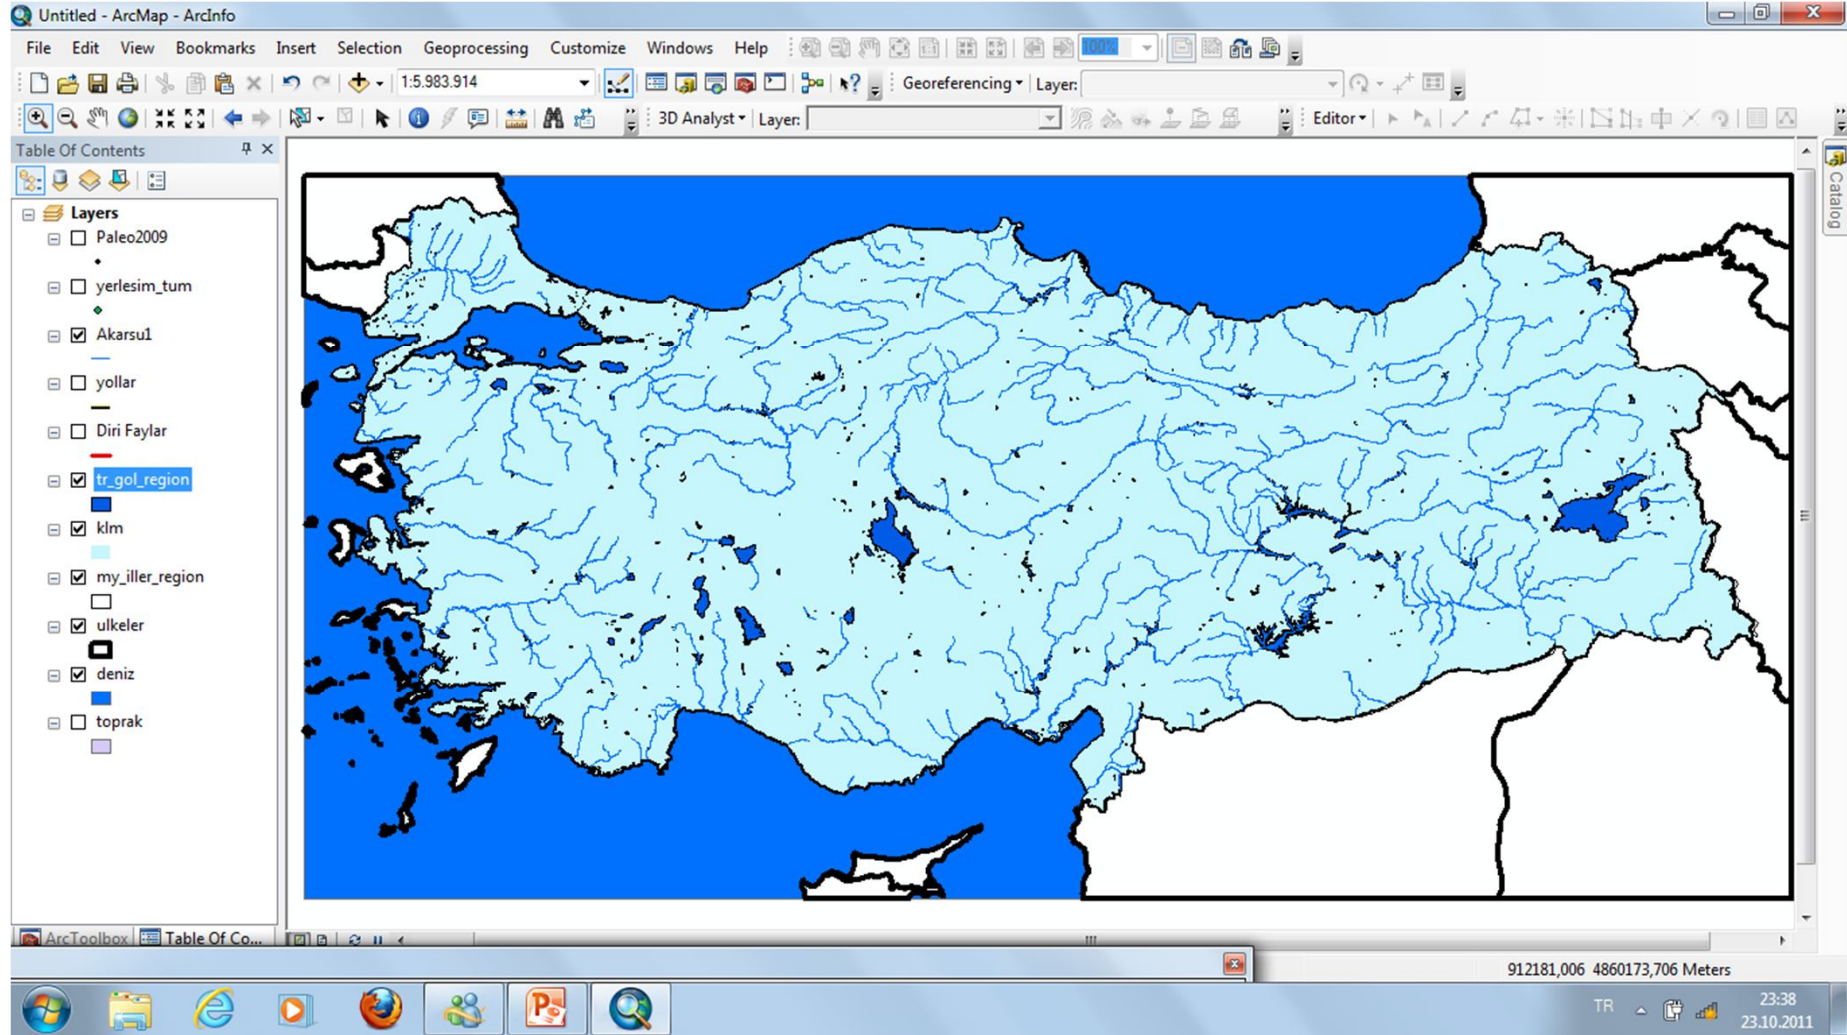 Untitled - ArcMap - ArcInfo
File Edit View Bookmarks Insert Selection Geoprocessing Customize Windows Help 100%
1:5.983.914 Georeferencing Layer:
3D Analyst Layer: Editor
Table Of Contents
Catalog
Layers
Paleo2009
yerlesim_tum
Akarsu1
yollar
Diri Faylar
tr_gol_region
klm
my_iller_region
ulkeler
deniz
toprak
ArcToolbox Table Of Co...
912181,006 4860173,706 Meters
TR 23:38
23.10.2011